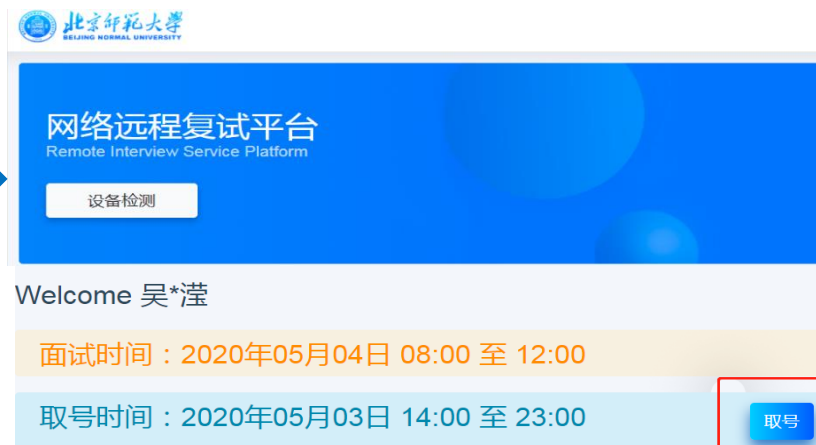 北京师范大学
BEIJING NORMAL UNIVERSITY
网络远程复试平台
Remote Interview Service Platform
设备检测
Welcome 吴*滢
面试时间：2020年05月04日 08:00 至 12:00
取号时间：2020年05月03日 14:00 至 23:00
取号